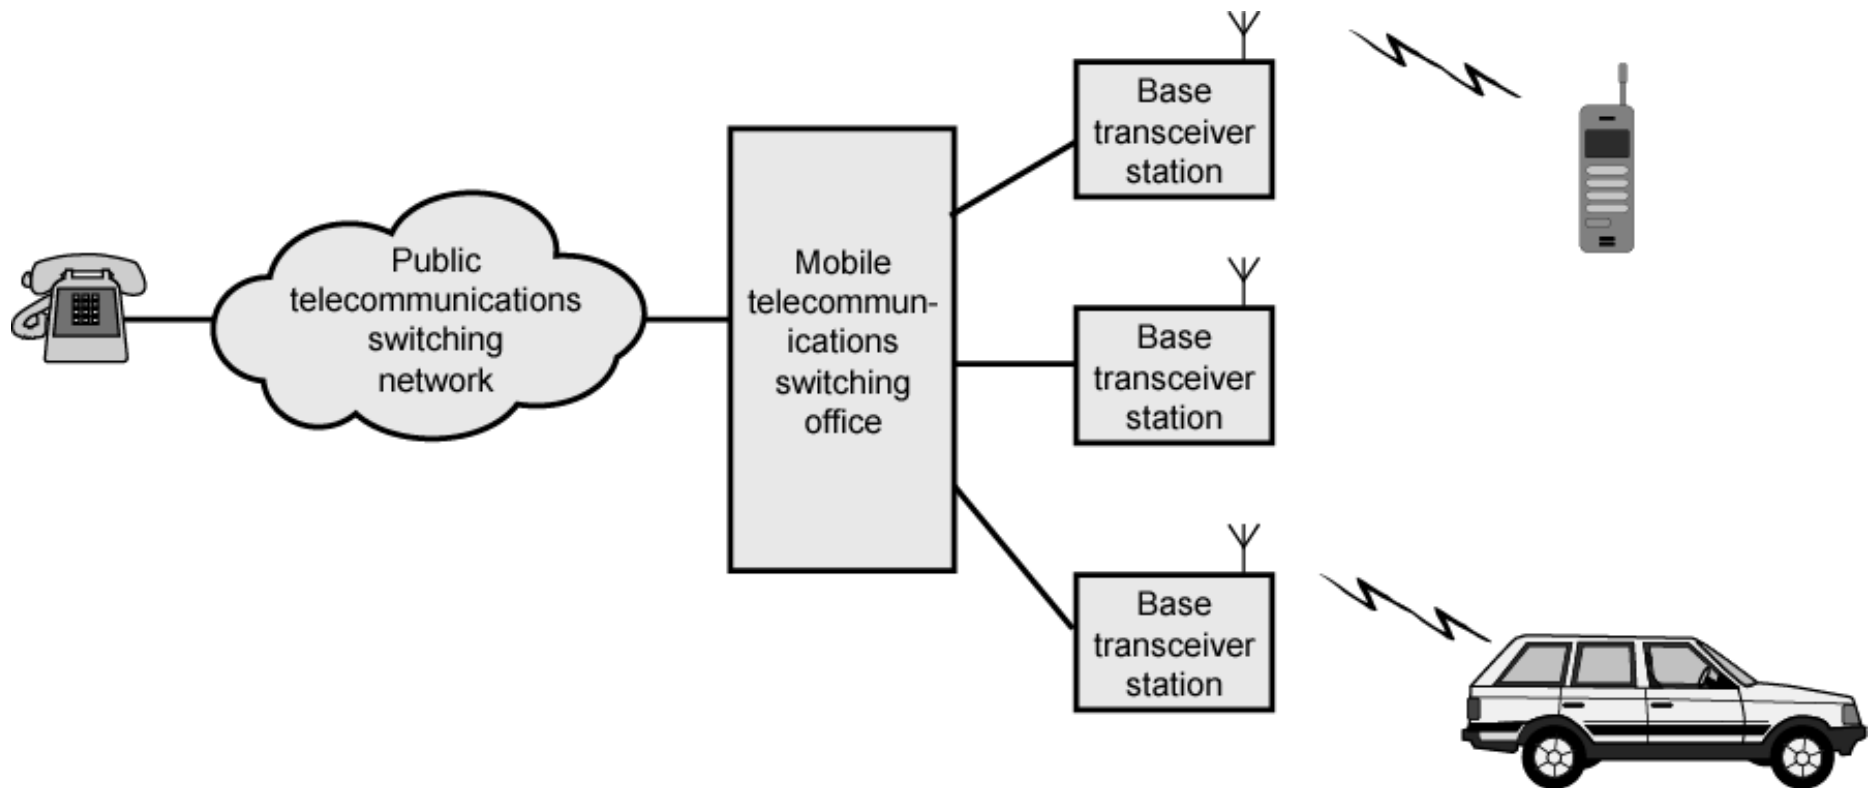 Public
telecommunications
switching
network
Mobile
telecommun-
ications
switching
office
Base
transceiver
station
Base
transceiver
station
Base
transceiver
station